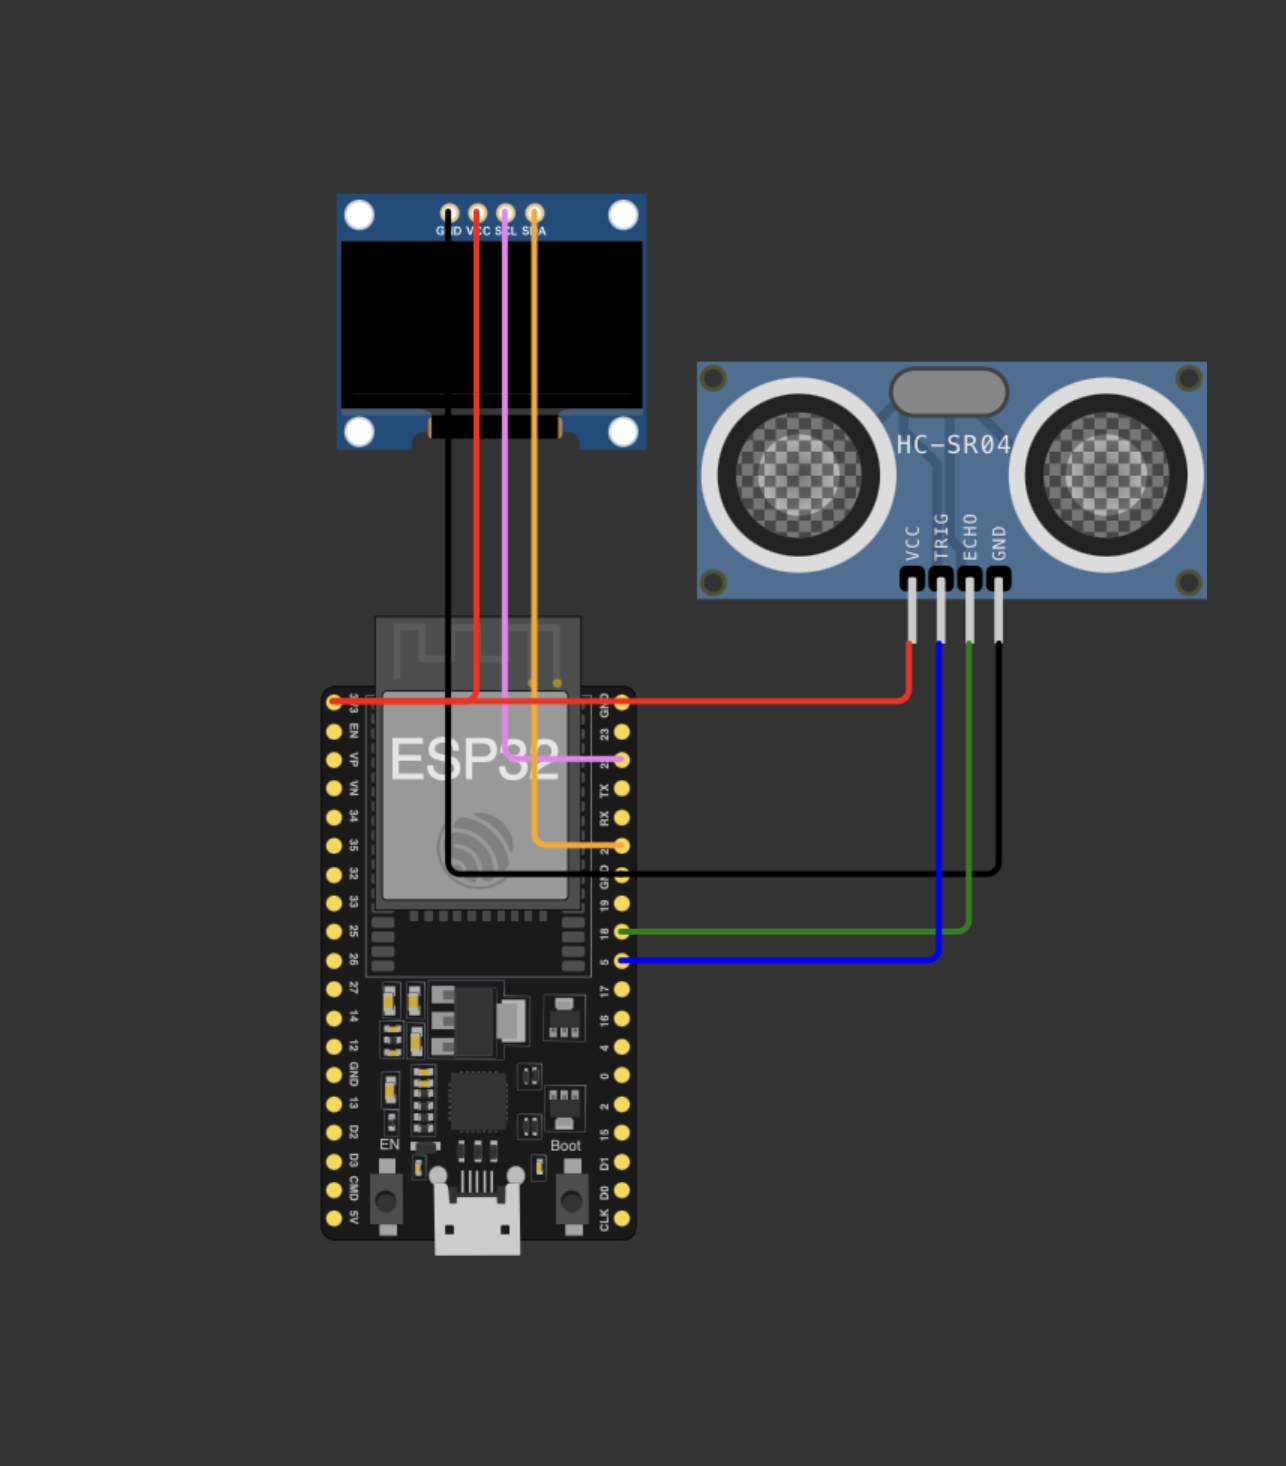 GND VCC SCL SDA
HC-SR04
VCC
TRIG
ECHO
GND
ESP32
3V3
EN
VP
VN
34
35
32
33
25
26
27
14
12
GND
13
D2
D3
CMD
5V
GND
23
TX
RX
GND
19
18
5
17
16
4
0
2
15
D1
D0
CLK
EN
Boot